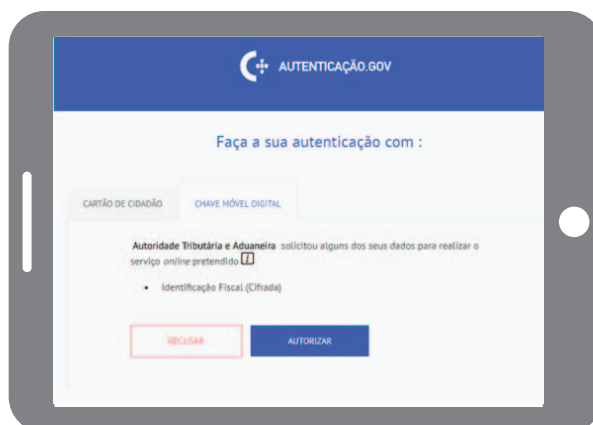 AUTENTICAÇÃO.GOV
Faça a sua autenticação com :
CARTÃO DE CIDADÃO CHAVE MÓVEL DIGITAL
Autoridade Tributária e Aduaneira solicitou alguns dos seus dados para realizar o
serviço online pretendido i
• Identificação Fiscal (Cifrada)
RECUSAR AUTORIZAR